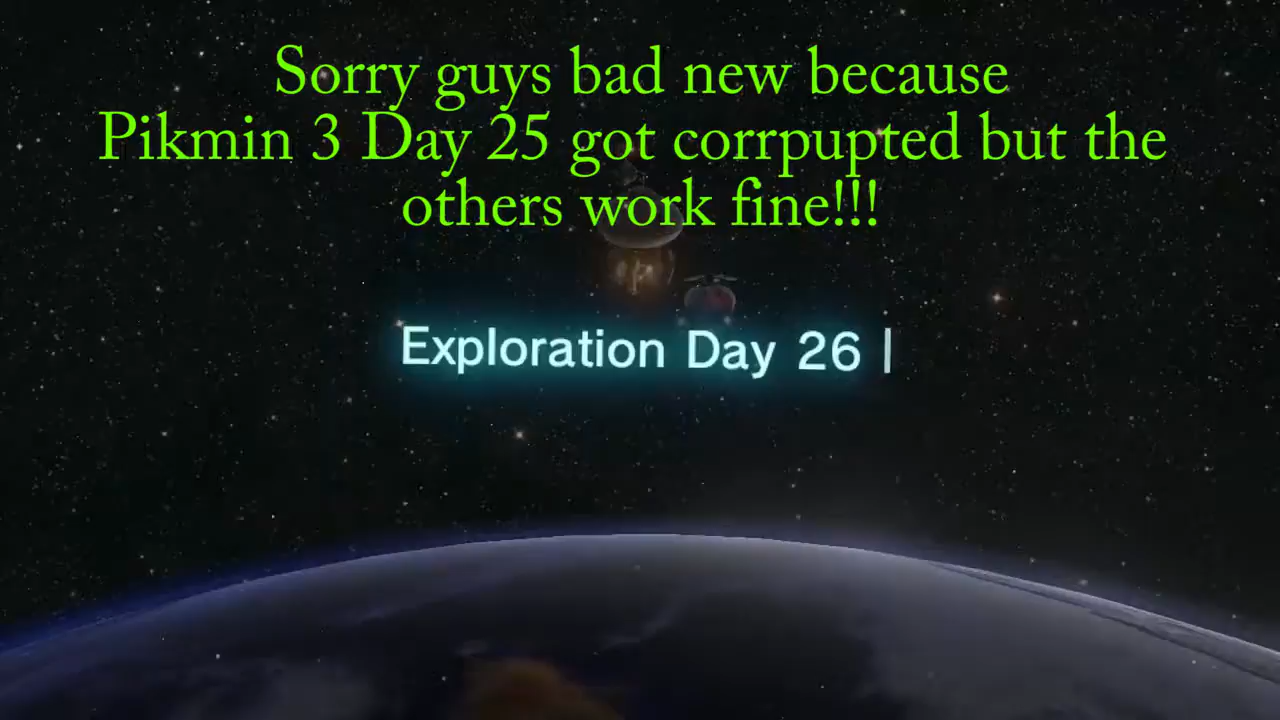 Sorry guys bad new because
Pikmin 3 Day 25 got corrpupted but the
others work fine!!!
Exploration Day 26 |